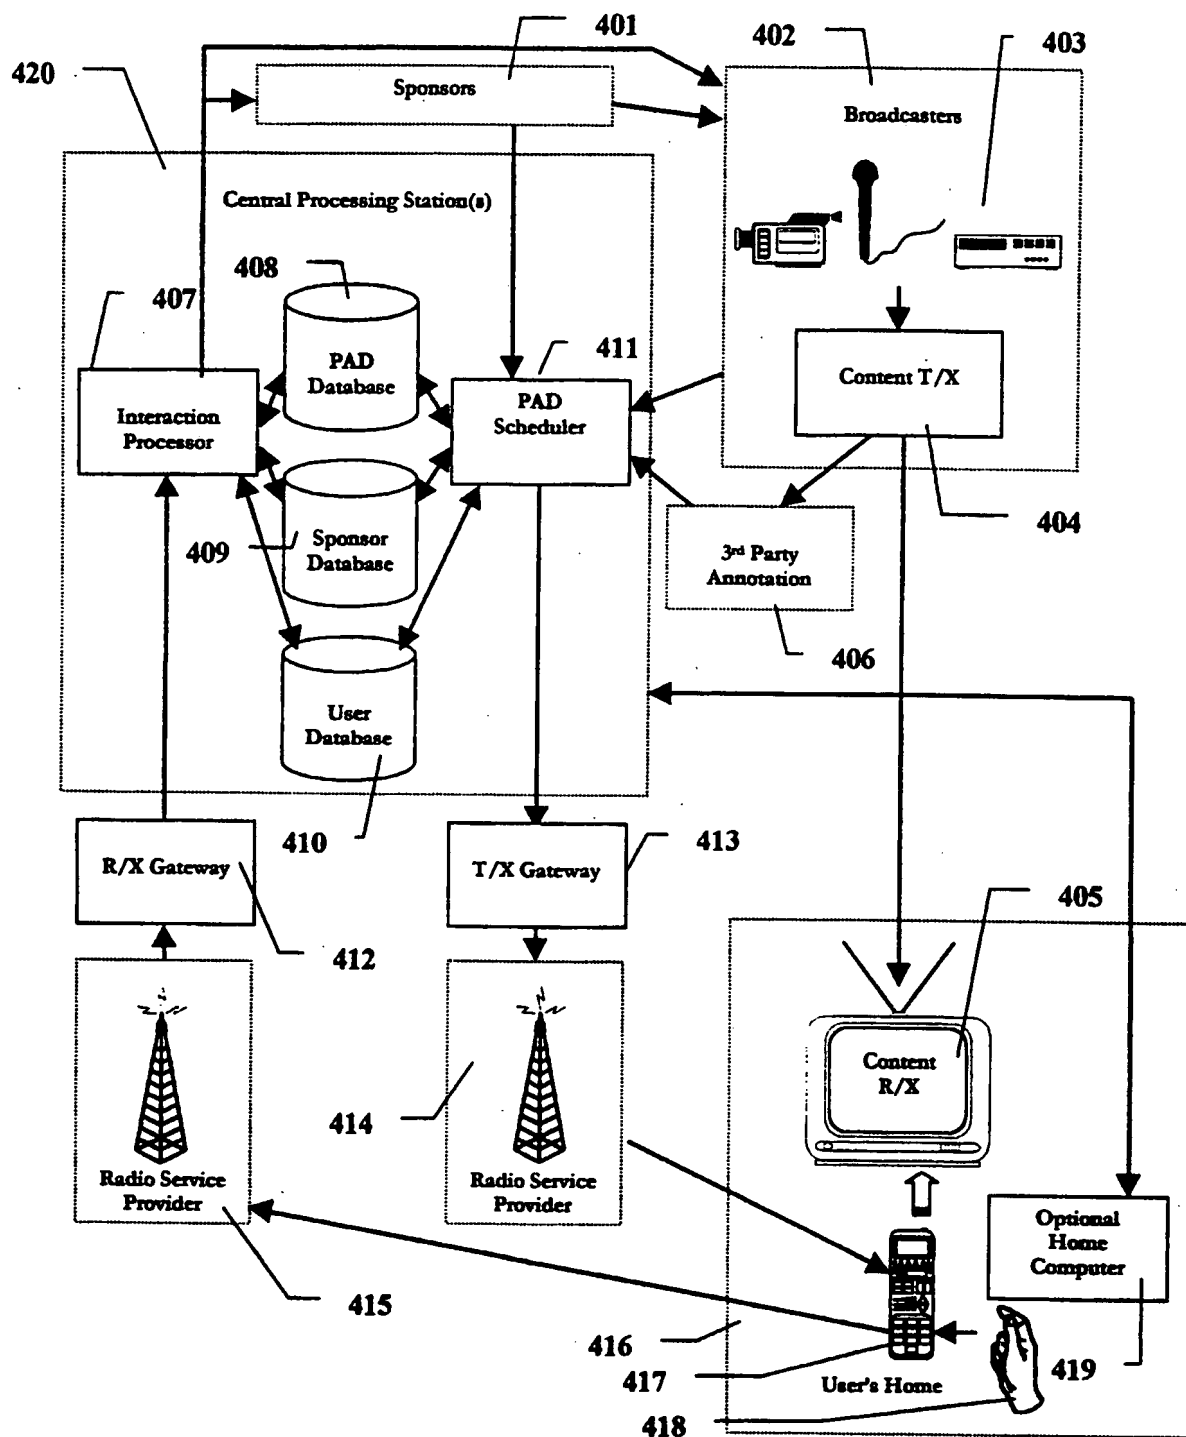 401
402
403
420
Sponsors
Broadcasters
Central Processing Station(s)
408
407
PAD
Database
411
Interaction
Processor
PAD
Scheduler
Content T/X
404
409
Sponsor
Database
3rd Party
Annotation
406
User
Database
410
413
R/X Gateway
T/X Gateway
412
405
Content
R/X
414
Radio Service
Provider
Radio Service
Provider
Optional
Home
Computer
415
416
417
User's Home
419
418